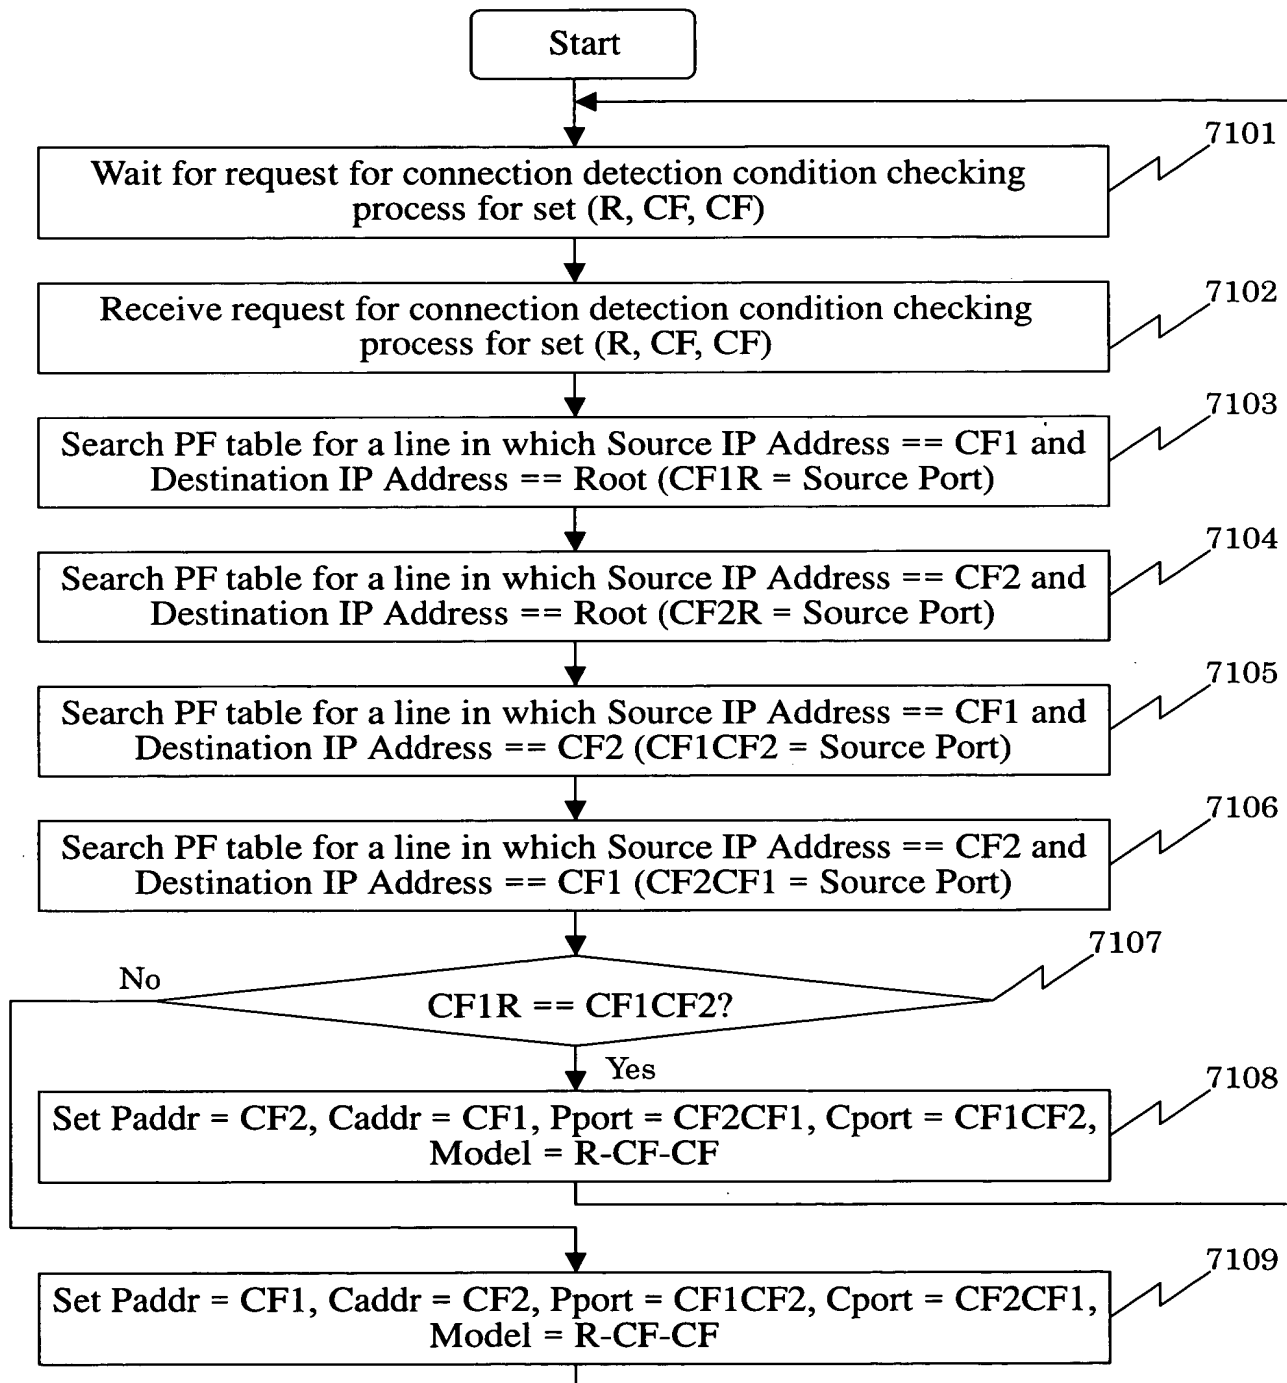 Start
7101
Wait for request for connection detection condition checking
process for set (R, CF, CF)
7102
Receive request for connection detection condition checking
process for set (R, CF, CF)
7103
Search PF table for a line in which Source IP Address == CF1 and
Destination IP Address == Root (CF1R = Source Port)
7104
Search PF table for a line in which Source IP Address == CF2 and
Destination IP Address == Root (CF2R = Source Port)
7105
Search PF table for a line in which Source IP Address == CF1 and
Destination IP Address == CF2 (CF1CF2 = Source Port)
7106
Search PF table for a line in which Source IP Address == CF2 and
Destination IP Address == CF1 (CF2CF1 = Source Port)
7107
No
CF1R == CF1CF2?
Yes
7108
Set Paddr = CF2, Caddr = CF1, Pport = CF2CF1, Cport = CF1CF2,
Model = R-CF-CF
7109
Set Paddr = CF1, Caddr = CF2, Pport = CF1CF2, Cport = CF2CF1,
Model = R-CF-CF